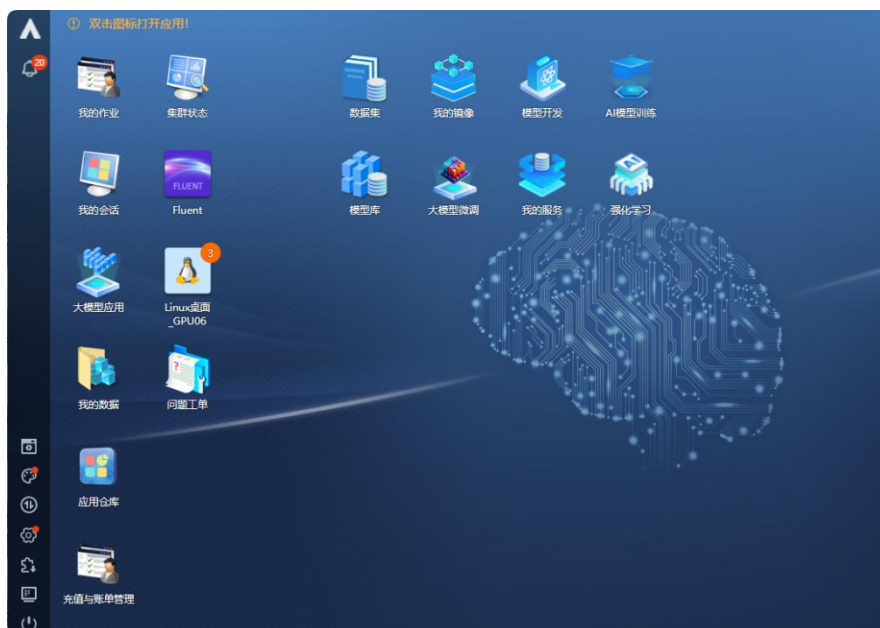 双击图标打开应用!
20
我的作业
集群状态
数据集
我的镜像
模型开发
AI模型训练
我的会话
FLUENT
Fluent
模型库
大模型微调
我的服务
强化学习
3
大模型应用
Linux桌面
_GPU06
我的数据
?
问题工单
应用仓库
充值与账单管理